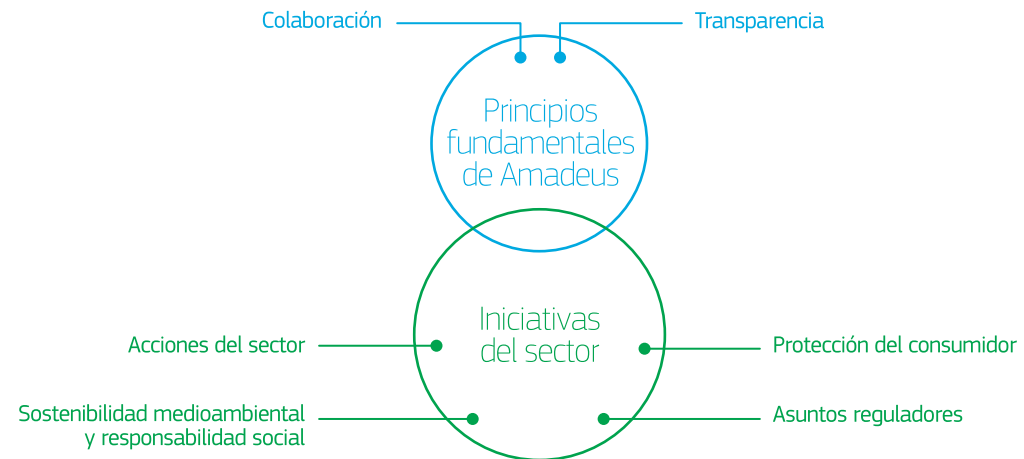 Colaboración
Transparencia
Principios
fundamentales
de Amadeus
Iniciativas
del sector
Acciones del sector
Protección del consumidor
Sostenibilidad medioambiental
y responsabilidad social
Asuntos reguladores